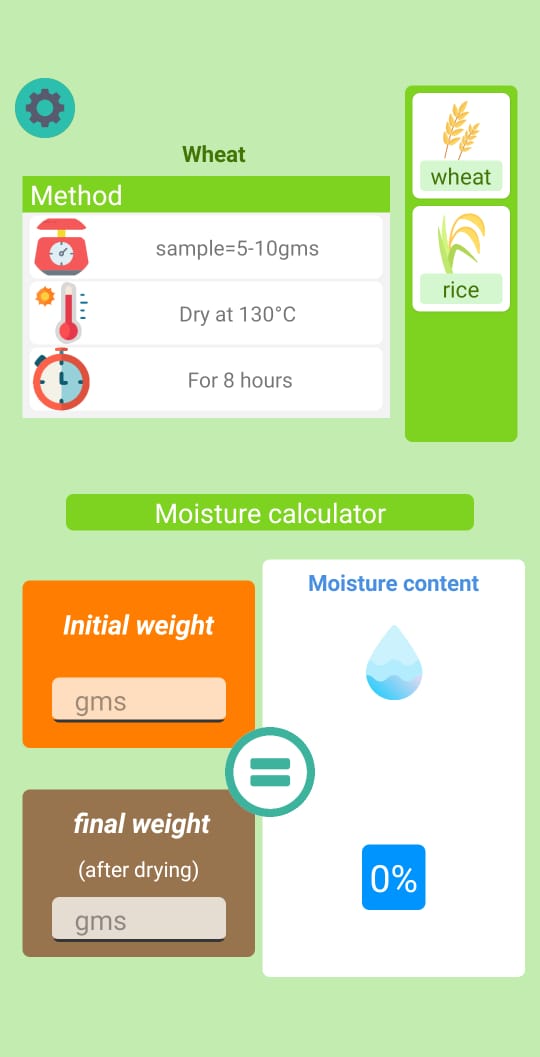 Wheat
Method
sample=5-10gms
Dry at 130°C
For 8 hours
wheat
rice
Moisture calculator
Initial weight
gms
final weight
(after drying)
gms
Moisture content
0%